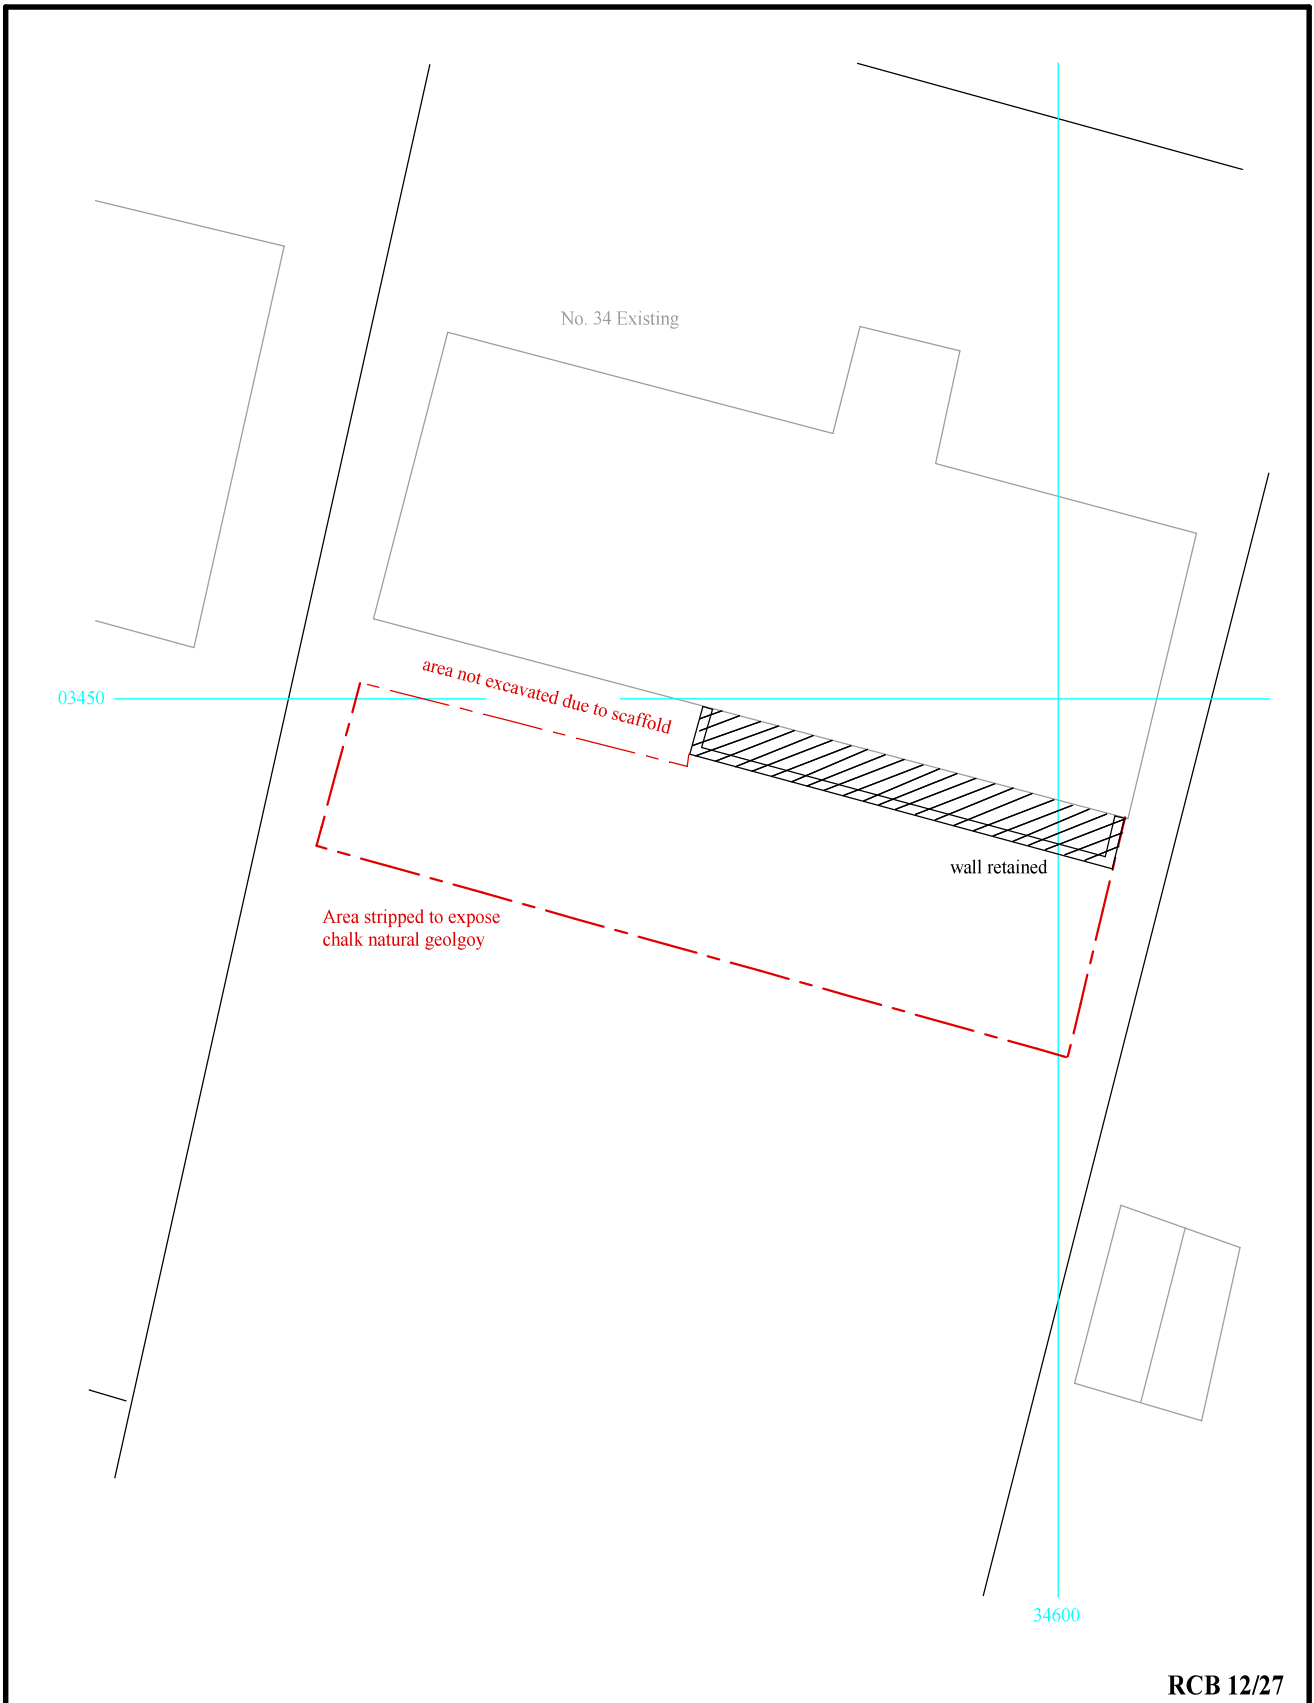 No. 34 Existing
area not excavated due to scaffold
03450
wall retained
Area stripped to expose
chalk natural geolgoy
34600
RCB 12/27